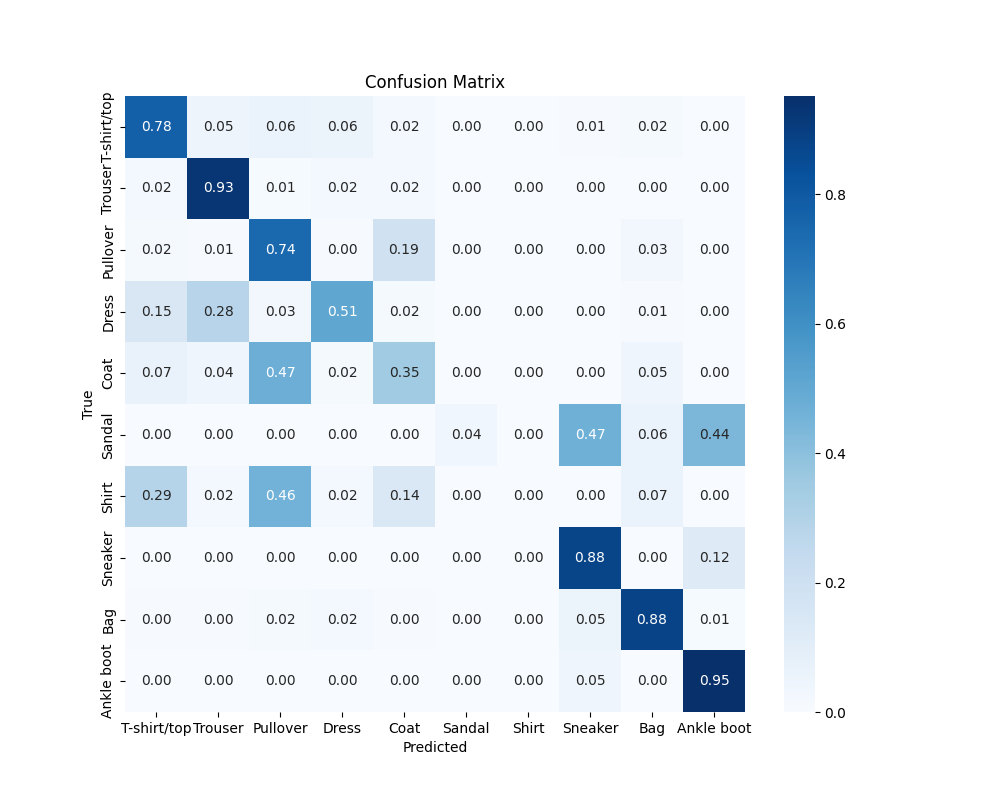 Confusion Matrix
T-shirt/top 0.78 0.05 0.06 0.06 0.02 0.00 0.00 0.01 0.02 0.00
Trouser 0.02 0.93 0.01 0.02 0.02 0.00 0.00 0.00 0.00 0.00
Pullover 0.02 0.01 0.74 0.00 0.19 0.00 0.00 0.00 0.03 0.00
Dress 0.15 0.28 0.03 0.51 0.02 0.00 0.00 0.00 0.01 0.00
Coat 0.07 0.04 0.47 0.02 0.35 0.00 0.00 0.00 0.05 0.00
Sandal 0.00 0.00 0.00 0.00 0.00 0.04 0.00 0.47 0.06 0.44
Shirt 0.29 0.02 0.46 0.02 0.14 0.00 0.00 0.00 0.07 0.00
Sneaker 0.00 0.00 0.00 0.00 0.00 0.00 0.00 0.88 0.00 0.12
Bag 0.00 0.00 0.02 0.02 0.00 0.00 0.00 0.05 0.88 0.01
Ankle boot 0.00 0.00 0.00 0.00 0.00 0.00 0.00 0.05 0.00 0.95
True
T-shirt/top Trouser Pullover Dress Coat Sandal Shirt Sneaker Bag Ankle boot
Predicted
0.8
0.6
0.4
0.2
0.0